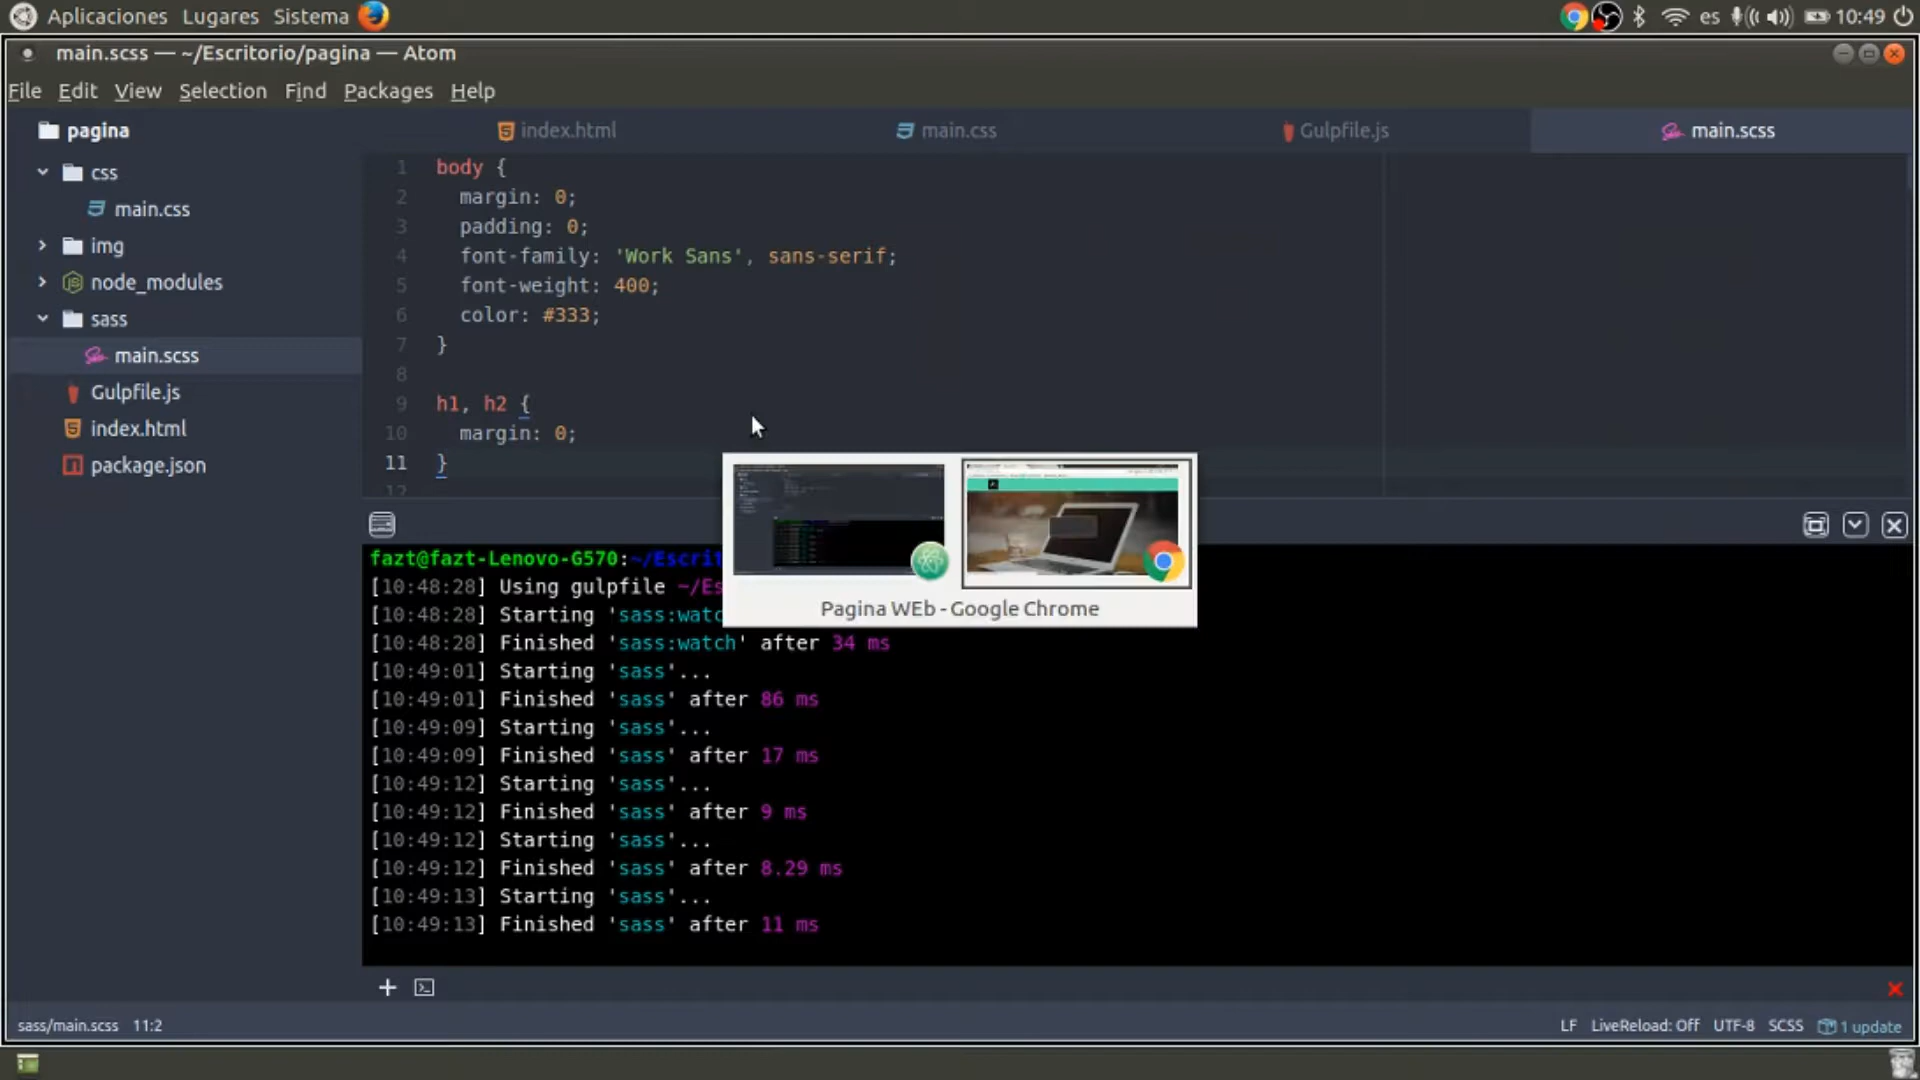 Aplicaciones Lugares Sistema
es 10:49
main.scss — ~/Escritorio/pagina — Atom
File Edit View Selection Find Packages Help
pagina
css
main.css
img
node_modules
sass
main.scss
Gulpfile.js
index.html
package.json
index.html main.css Gulpfile.js main.scss
1 body {
2 margin: 0;
3 padding: 0;
4 font-family: 'Work Sans', sans-serif;
5 font-weight: 400;
6 color: #333;
7 }
8
9 h1, h2 {
10 margin: 0;
11 }
12
Pagina WEb - Google Chrome
fazt@fazt-Lenovo-G570:~/Escrit
[10:48:28] Using gulpfile ~/Es
[10:48:28] Starting 'sass:watc
[10:48:28] Finished 'sass:watch' after 34 ms
[10:49:01] Starting 'sass'...
[10:49:01] Finished 'sass' after 86 ms
[10:49:09] Starting 'sass'...
[10:49:09] Finished 'sass' after 17 ms
[10:49:12] Starting 'sass'...
[10:49:12] Finished 'sass' after 9 ms
[10:49:12] Starting 'sass'...
[10:49:12] Finished 'sass' after 8.29 ms
[10:49:13] Starting 'sass'...
[10:49:13] Finished 'sass' after 11 ms
sass/main.scss 11:2
LF LiveReload: Off UTF-8 SCSS 1 update